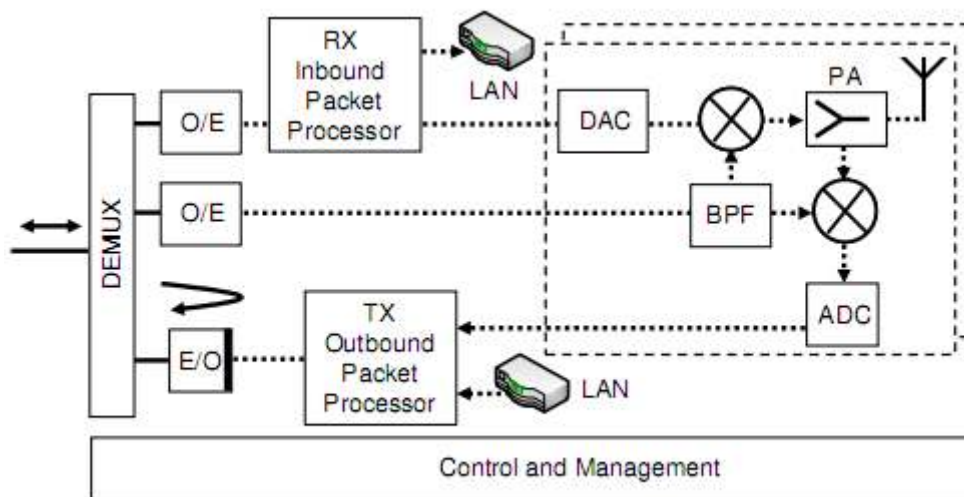 RX
Inbound
Packet
Processor
LAN
PA
O/E
DAC
O/E
BPF
DEMUX
TX
Outbound
Packet
Processor
ADC
E/O
LAN
Control and Management